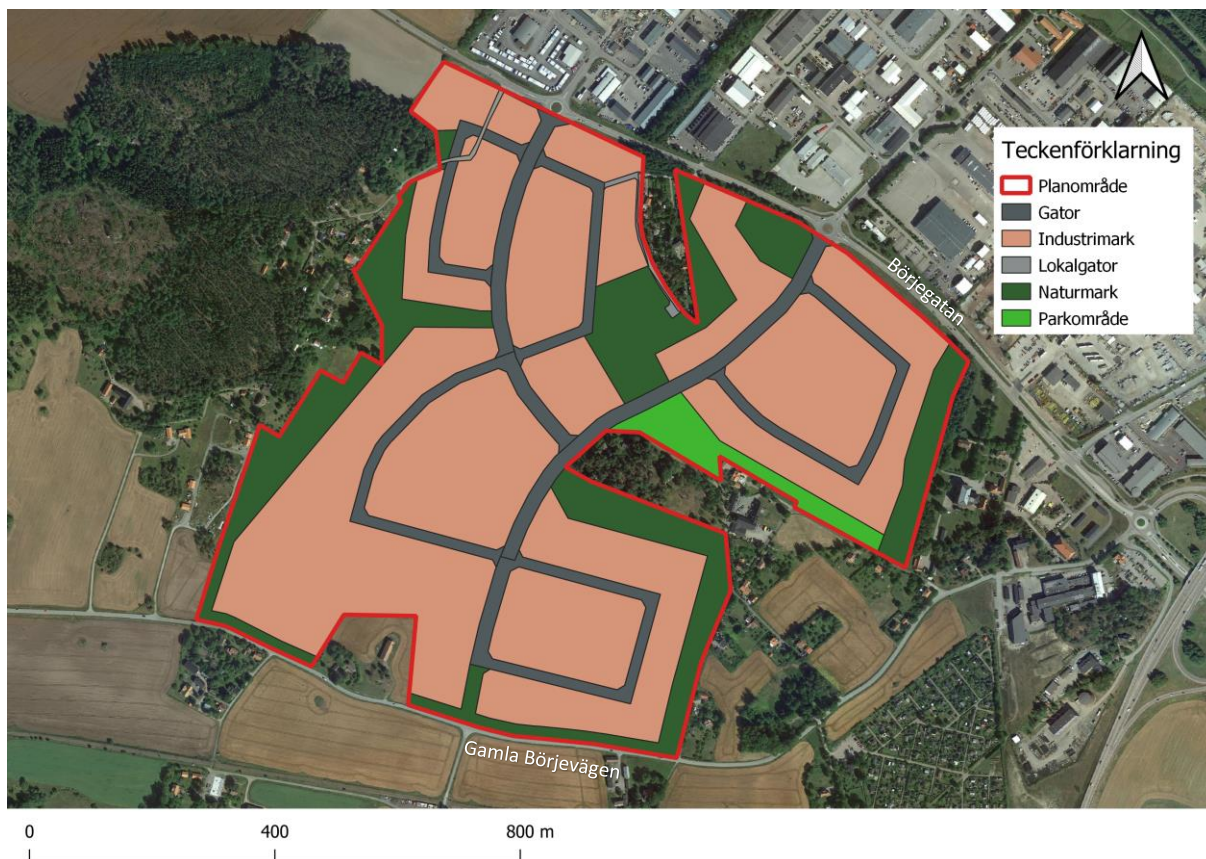 Teckenförklarning
Planområde
Gator
Industrimark
Lokalgator
Naturmark
Parkområde
Börjegatan
Gamla Börjevägen
0 400 800 m